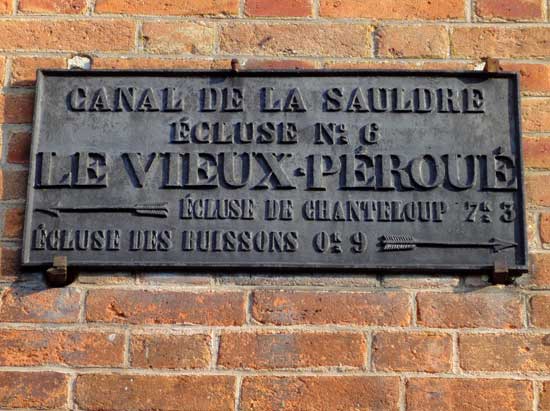 CANAL DE LA SAULDRE
ÉCLUSE Nº 6
LE VIEUX-PÉROUÉ
ÉCLUSE DE CHANTELOUP 7ᴷ 3
ÉCLUSE DES BUISSONS 0ᴷ 9